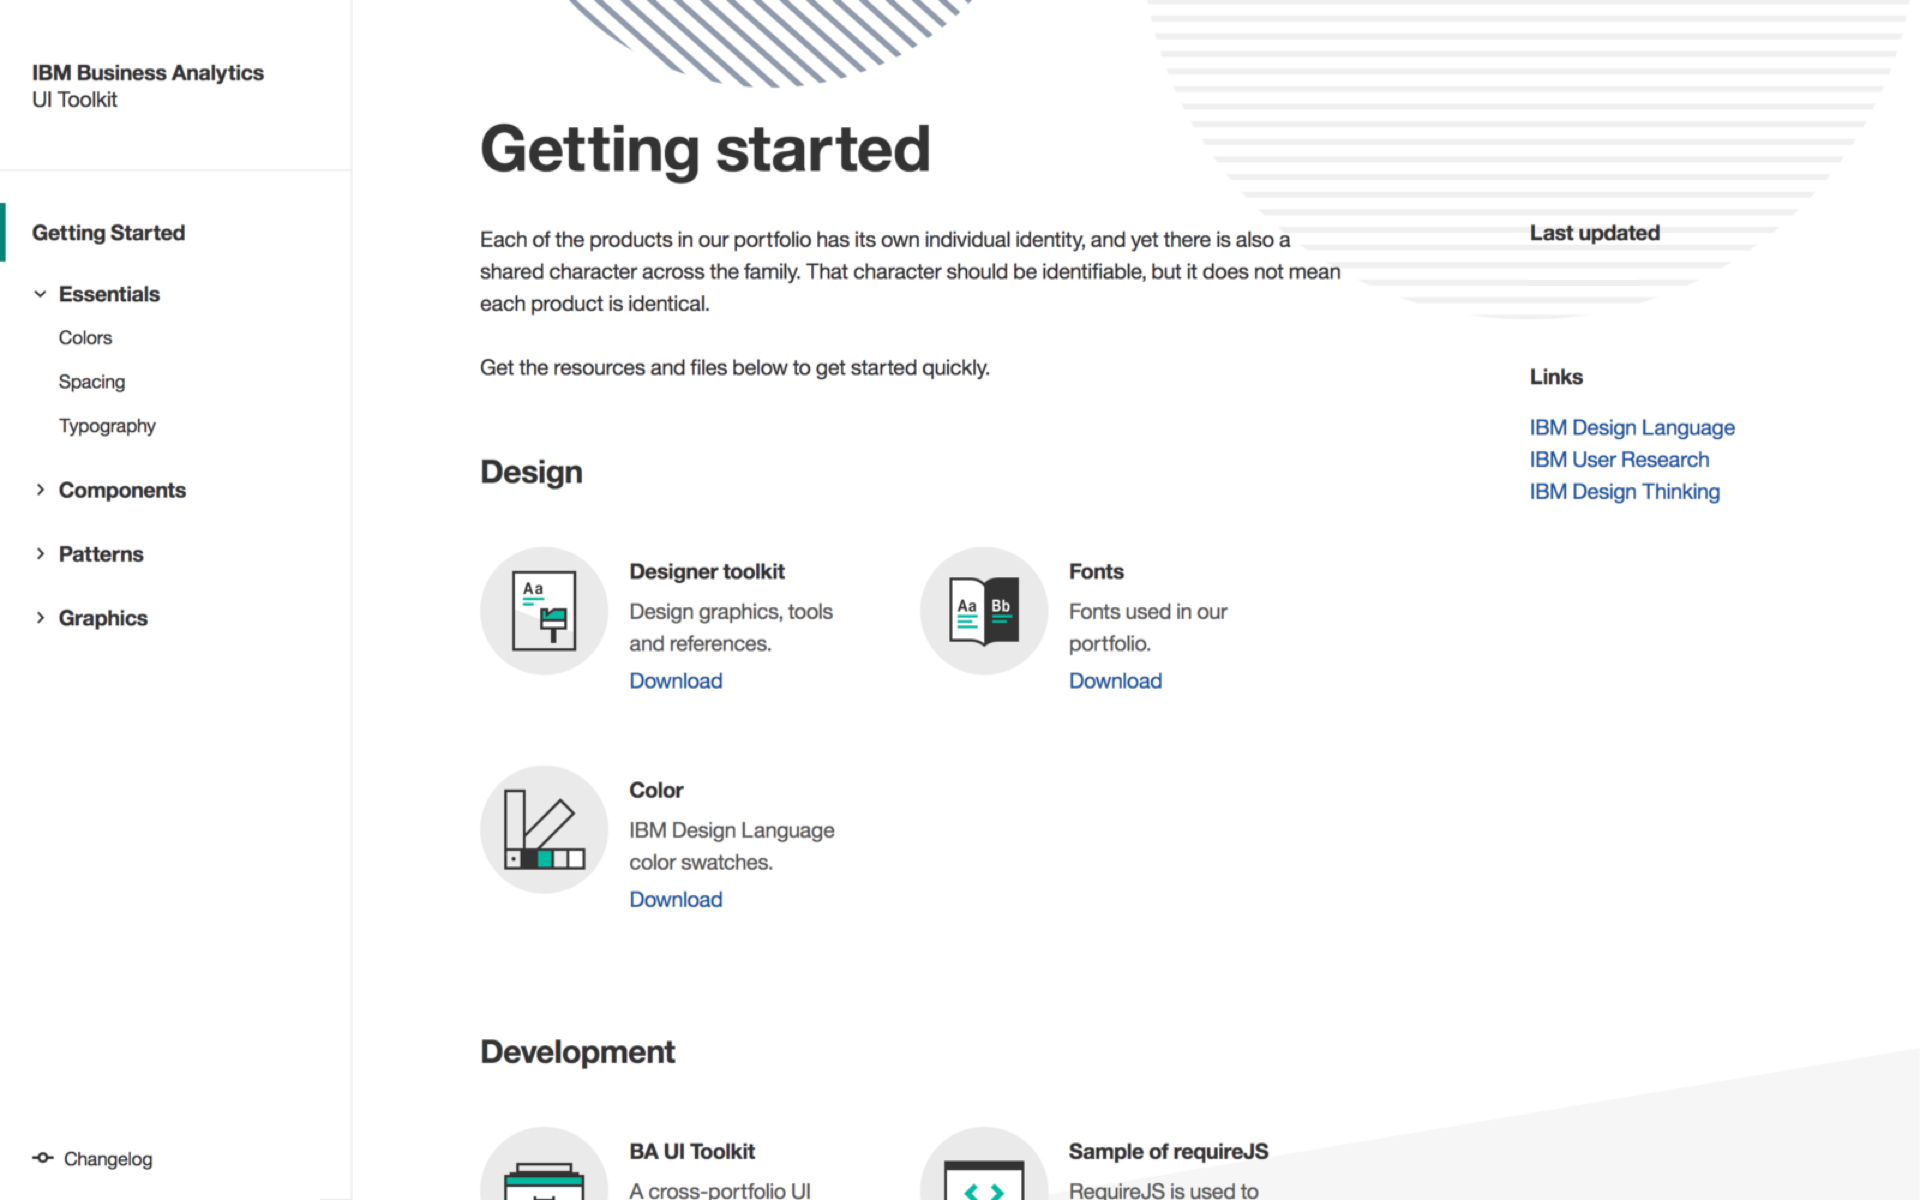 IBM Business Analytics
UI Toolkit
Getting Started
Essentials
Colors
Spacing
Typography
Components
Patterns
Graphics
Changelog
Getting started
Each of the products in our portfolio has its own individual identity, and yet there is also a
shared character across the family. That character should be identifiable, but it does not mean
each product is identical.
Get the resources and files below to get started quickly.
Last updated
Links
IBM Design Language
IBM User Research
IBM Design Thinking
Design
Aa
Designer toolkit
Design graphics, tools
and references.
Download
Aa Bb
Fonts
Fonts used in our
portfolio.
Download
Color
IBM Design Language
color swatches.
Download
Development
BA UI Toolkit
A cross-portfolio UI
Sample of requireJS
RequireJS is used to